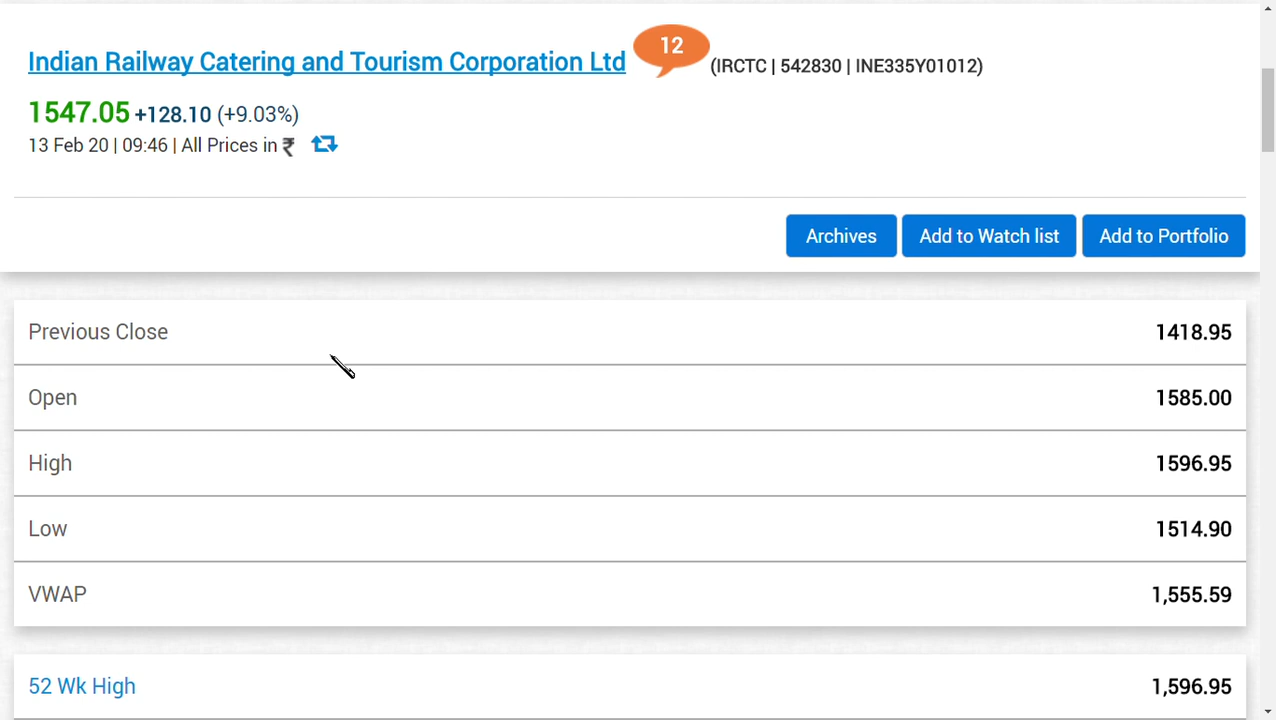 Indian Railway Catering and Tourism Corporation Ltd 12 (IRCTC | 542830 | INE335Y01012)
1547.05 +128.10 (+9.03%)
13 Feb 20 | 09:46 | All Prices in ₹
Archives Add to Watch list Add to Portfolio
Previous Close 1418.95
Open 1585.00
High 1596.95
Low 1514.90
VWAP 1,555.59
52 Wk High 1,596.95